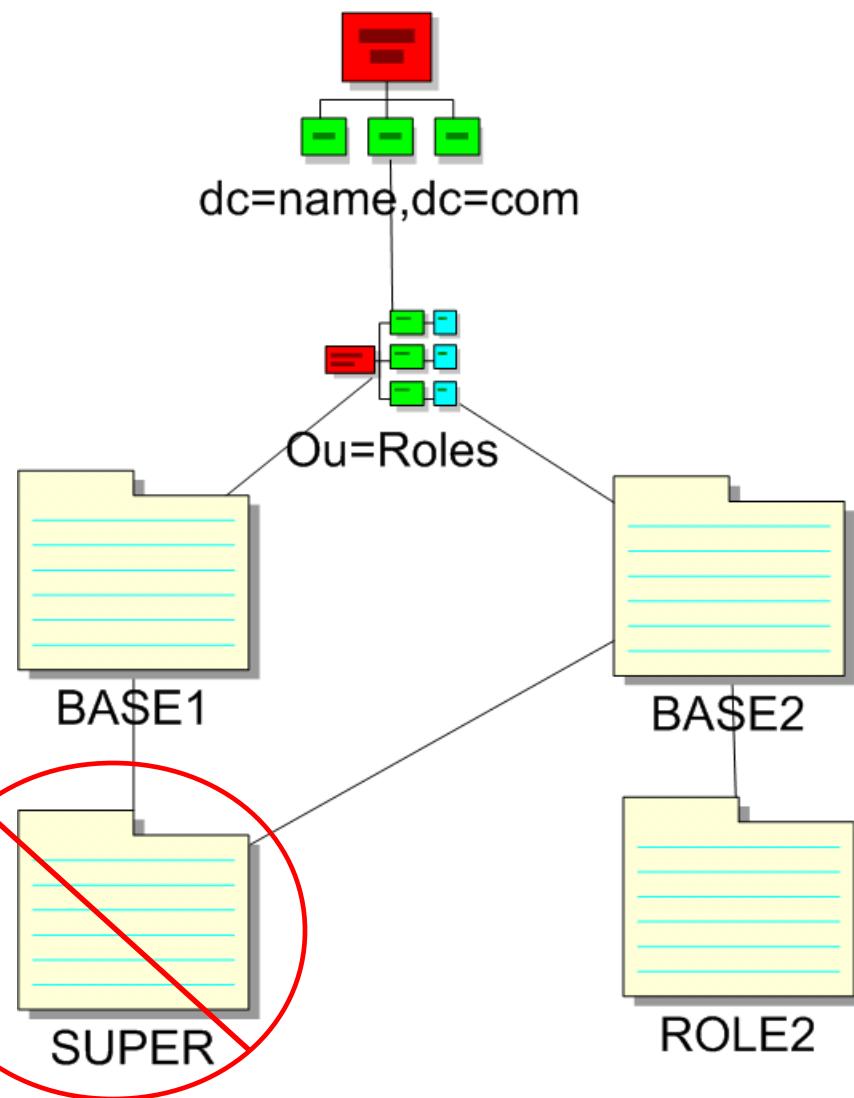 dc=name,dc=com
Ou=Roles
BASE1
BASE2
SUPER
ROLE2